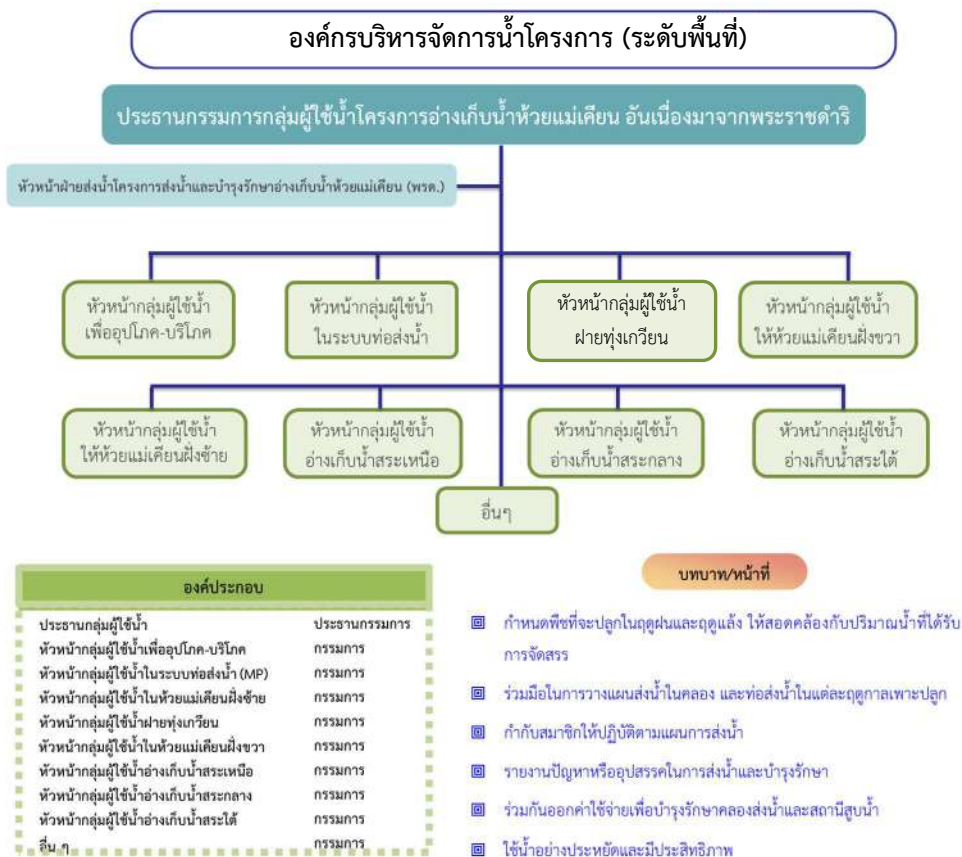 องค์กรบริหารจัดการน้ำโครงการ (ระดับพื้นที่)
ประธานกรรมการกลุ่มผู้ใช้น้ำโครงการอ่างเก็บน้ำห้วยแม่เคียน อันเนื่องมาจากพระราชดำริ
หัวหน้าฝ่ายส่งน้ำโครงการส่งน้ำและบำรุงรักษาอ่างเก็บน้ำห้วยแม่เคียน (พรด.)
หัวหน้ากลุ่มผู้ใช้น้ำ
เพื่ออุปโภค-บริโภค
หัวหน้ากลุ่มผู้ใช้น้ำ
ในระบบท่อส่งน้ำ
หัวหน้ากลุ่มผู้ใช้น้ำ
ฝายทุ่งเกวียน
หัวหน้ากลุ่มผู้ใช้น้ำ
ให้ห้วยแม่เคียนฝั่งขวา
หัวหน้ากลุ่มผู้ใช้น้ำ
ให้ห้วยแม่เคียนฝั่งซ้าย
หัวหน้ากลุ่มผู้ใช้น้ำ
อ่างเก็บน้ำสระเหนือ
หัวหน้ากลุ่มผู้ใช้น้ำ
อ่างเก็บน้ำสระกลาง
หัวหน้ากลุ่มผู้ใช้น้ำ
อ่างเก็บน้ำสระใต้
อื่นๆ
องค์ประกอบ
ประธานกลุ่มผู้ใช้น้ำ ประธานกรรมการ
หัวหน้ากลุ่มผู้ใช้น้ำเพื่ออุปโภค-บริโภค กรรมการ
หัวหน้ากลุ่มผู้ใช้น้ำในระบบท่อส่งน้ำ (MP) กรรมการ
หัวหน้ากลุ่มผู้ใช้น้ำในห้วยแม่เคียนฝั่งซ้าย กรรมการ
หัวหน้ากลุ่มผู้ใช้น้ำฝายทุ่งเกวียน กรรมการ
หัวหน้ากลุ่มผู้ใช้น้ำในห้วยแม่เคียนฝั่งขวา กรรมการ
หัวหน้ากลุ่มผู้ใช้น้ำอ่างเก็บน้ำสระเหนือ กรรมการ
หัวหน้ากลุ่มผู้ใช้น้ำอ่างเก็บน้ำสระกลาง กรรมการ
หัวหน้ากลุ่มผู้ใช้น้ำอ่างเก็บน้ำสระใต้ กรรมการ
อื่น ๆ กรรมการ
บทบาท/หน้าที่
กำหนดพืชที่จะปลูกในฤดูฝนและฤดูแล้ง ให้สอดคล้องกับปริมาณน้ำที่ได้รับ
การจัดสรร
ร่วมมือในการวางแผนส่งน้ำในคลอง และท่อส่งน้ำในแต่ละฤดูกาลเพาะปลูก
กำกับสมาชิกให้ปฏิบัติตามแผนการส่งน้ำ
รายงานปัญหาหรืออุปสรรคในการส่งน้ำและบำรุงรักษา
ร่วมกันออกค่าใช้จ่ายเพื่อบำรุงรักษาคลองส่งน้ำและสถานีสูบน้ำ
ใช้น้ำอย่างประหยัดและมีประสิทธิภาพ